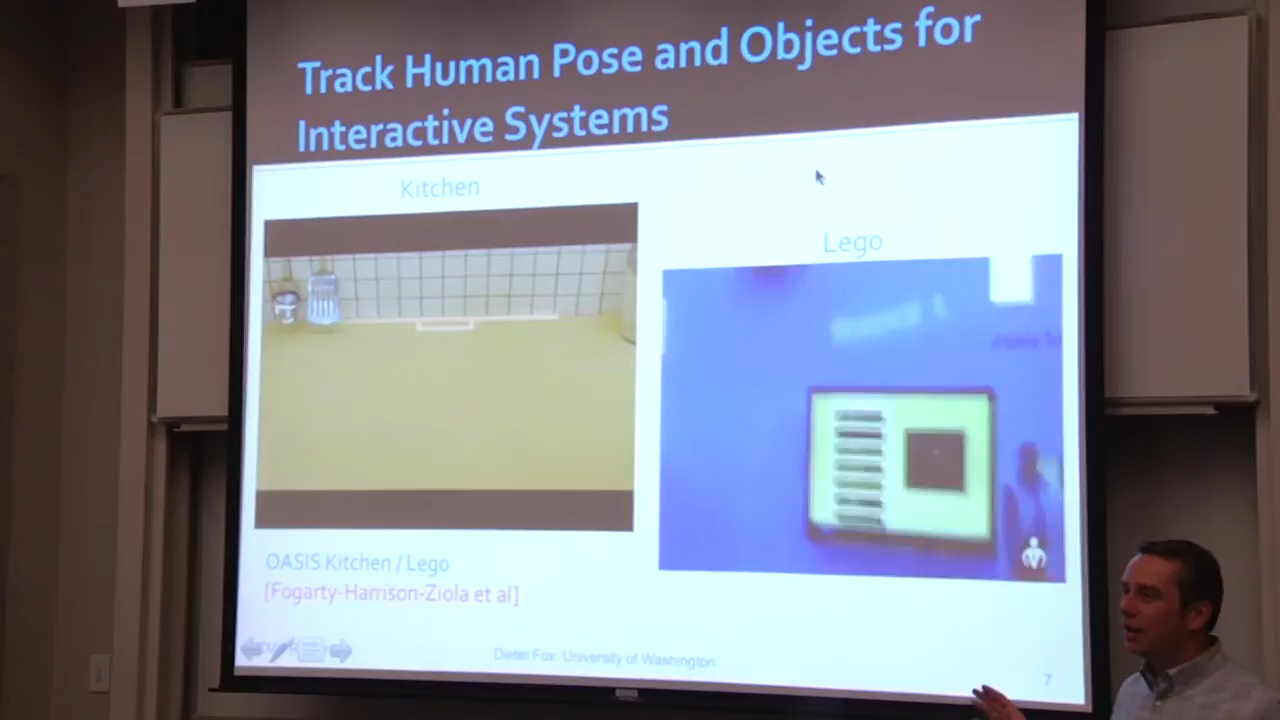 Track Human Pose and Objects for
Interactive Systems
Kitchen
Lego
OASIS Kitchen / Lego
[Fogarty-Harrison-Ziola et al]
Dieter Fox: University of Washington
7